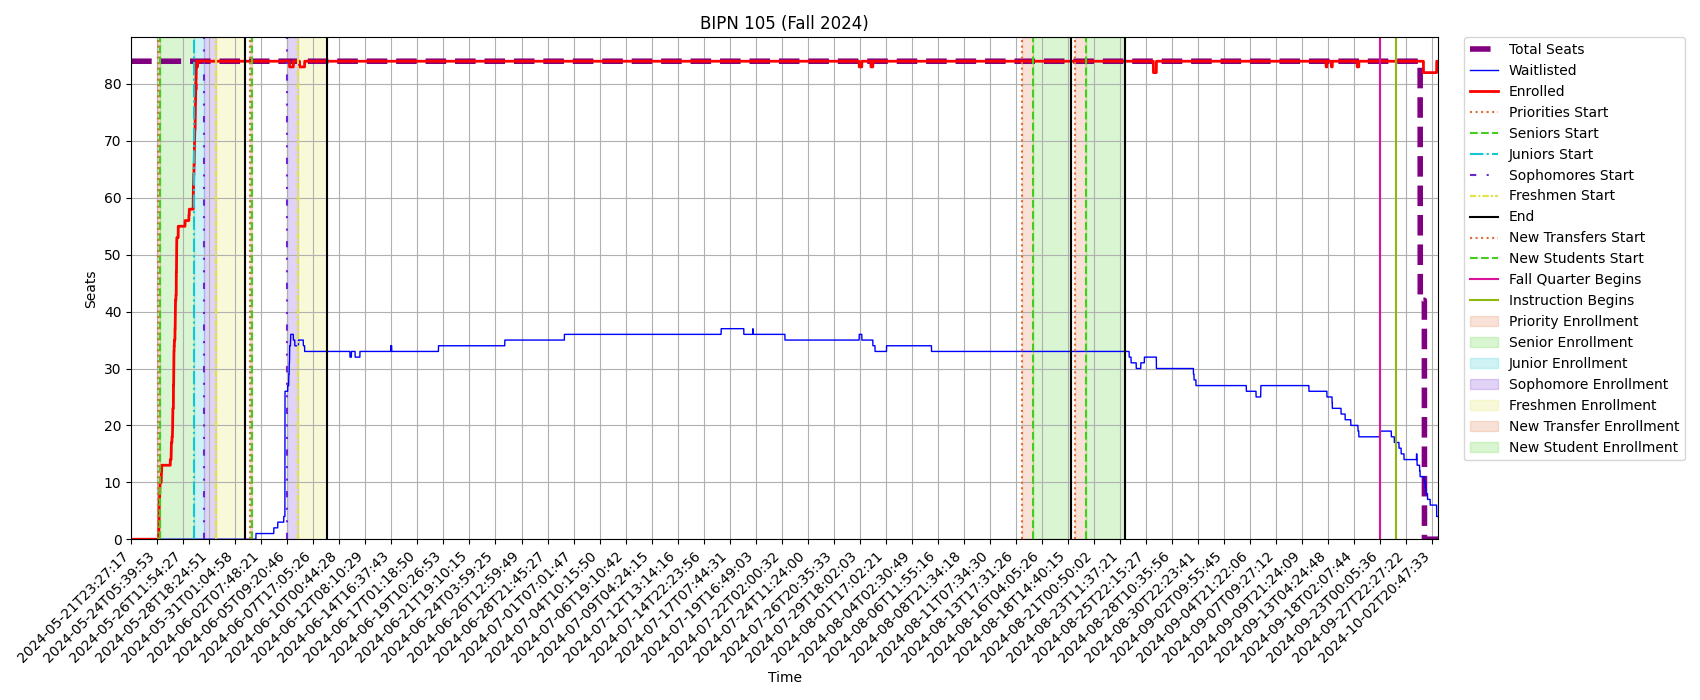 BIPN 105 (Fall 2024)
Seats
80
70
60
50
40
30
20
10
0
2024-05-21T23:27:17
2024-05-24T05:39:53
2024-05-26T11:54:27
2024-05-28T18:24:51
2024-05-31T01:04:58
2024-06-02T07:48:21
2024-06-05T09:20:46
2024-06-07T17:05:26
2024-06-10T00:44:28
2024-06-12T08:10:29
2024-06-14T16:37:43
2024-06-17T01:18:50
2024-06-19T10:26:53
2024-06-21T19:10:15
2024-06-24T03:59:25
2024-06-26T12:59:49
2024-06-28T21:45:27
2024-07-01T07:01:47
2024-07-04T10:15:50
2024-07-06T19:10:42
2024-07-09T04:24:15
2024-07-12T13:14:16
2024-07-14T22:23:56
2024-07-17T07:44:31
2024-07-19T16:49:03
2024-07-22T02:00:32
2024-07-24T11:24:00
2024-07-26T20:35:33
2024-07-29T18:02:03
2024-08-01T17:02:21
2024-08-04T02:30:49
2024-08-06T11:55:16
2024-08-08T21:34:18
2024-08-11T07:34:30
2024-08-13T17:31:26
2024-08-16T04:05:26
2024-08-18T14:40:15
2024-08-21T00:50:02
2024-08-23T11:37:21
2024-08-25T22:15:27
2024-08-28T10:35:56
2024-08-30T22:23:41
2024-09-02T09:55:45
2024-09-04T21:22:06
2024-09-07T09:27:12
2024-09-09T21:24:09
2024-09-13T04:24:48
2024-09-18T02:07:44
2024-09-23T00:05:36
2024-09-27T22:27:22
2024-10-02T20:47:33
Time
Total Seats
Waitlisted
Enrolled
Priorities Start
Seniors Start
Juniors Start
Sophomores Start
Freshmen Start
End
New Transfers Start
New Students Start
Fall Quarter Begins
Instruction Begins
Priority Enrollment
Senior Enrollment
Junior Enrollment
Sophomore Enrollment
Freshmen Enrollment
New Transfer Enrollment
New Student Enrollment